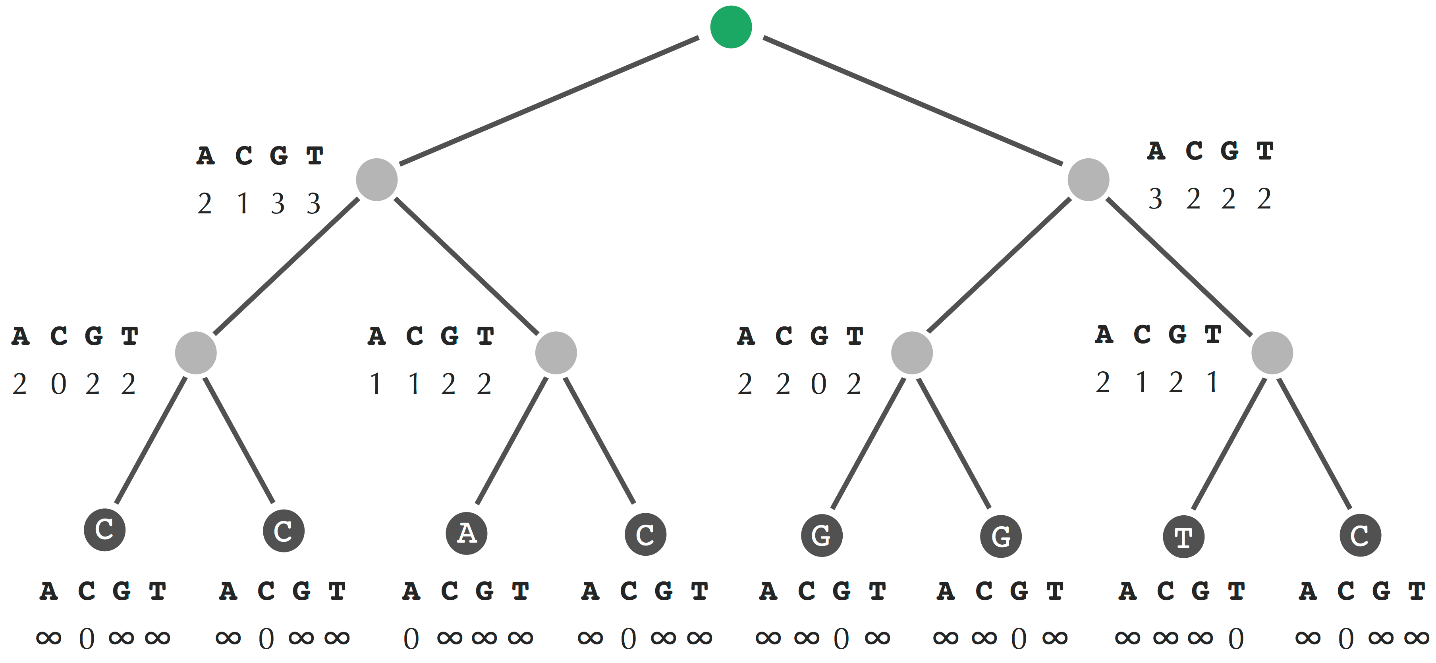 A C G T
2 1 3 3
A C G T
3 2 2 2
A C G T
2 0 2 2
A C G T
1 1 2 2
A C G T
2 2 0 2
A C G T
2 1 2 1
C
C
A
C
G
G
T
C
A C G T
∞ 0 ∞ ∞
A C G T
∞ 0 ∞ ∞
A C G T
0 ∞ ∞ ∞
A C G T
∞ 0 ∞ ∞
A C G T
∞ ∞ 0 ∞
A C G T
∞ ∞ 0 ∞
A C G T
∞ ∞ ∞ 0
A C G T
∞ 0 ∞ ∞